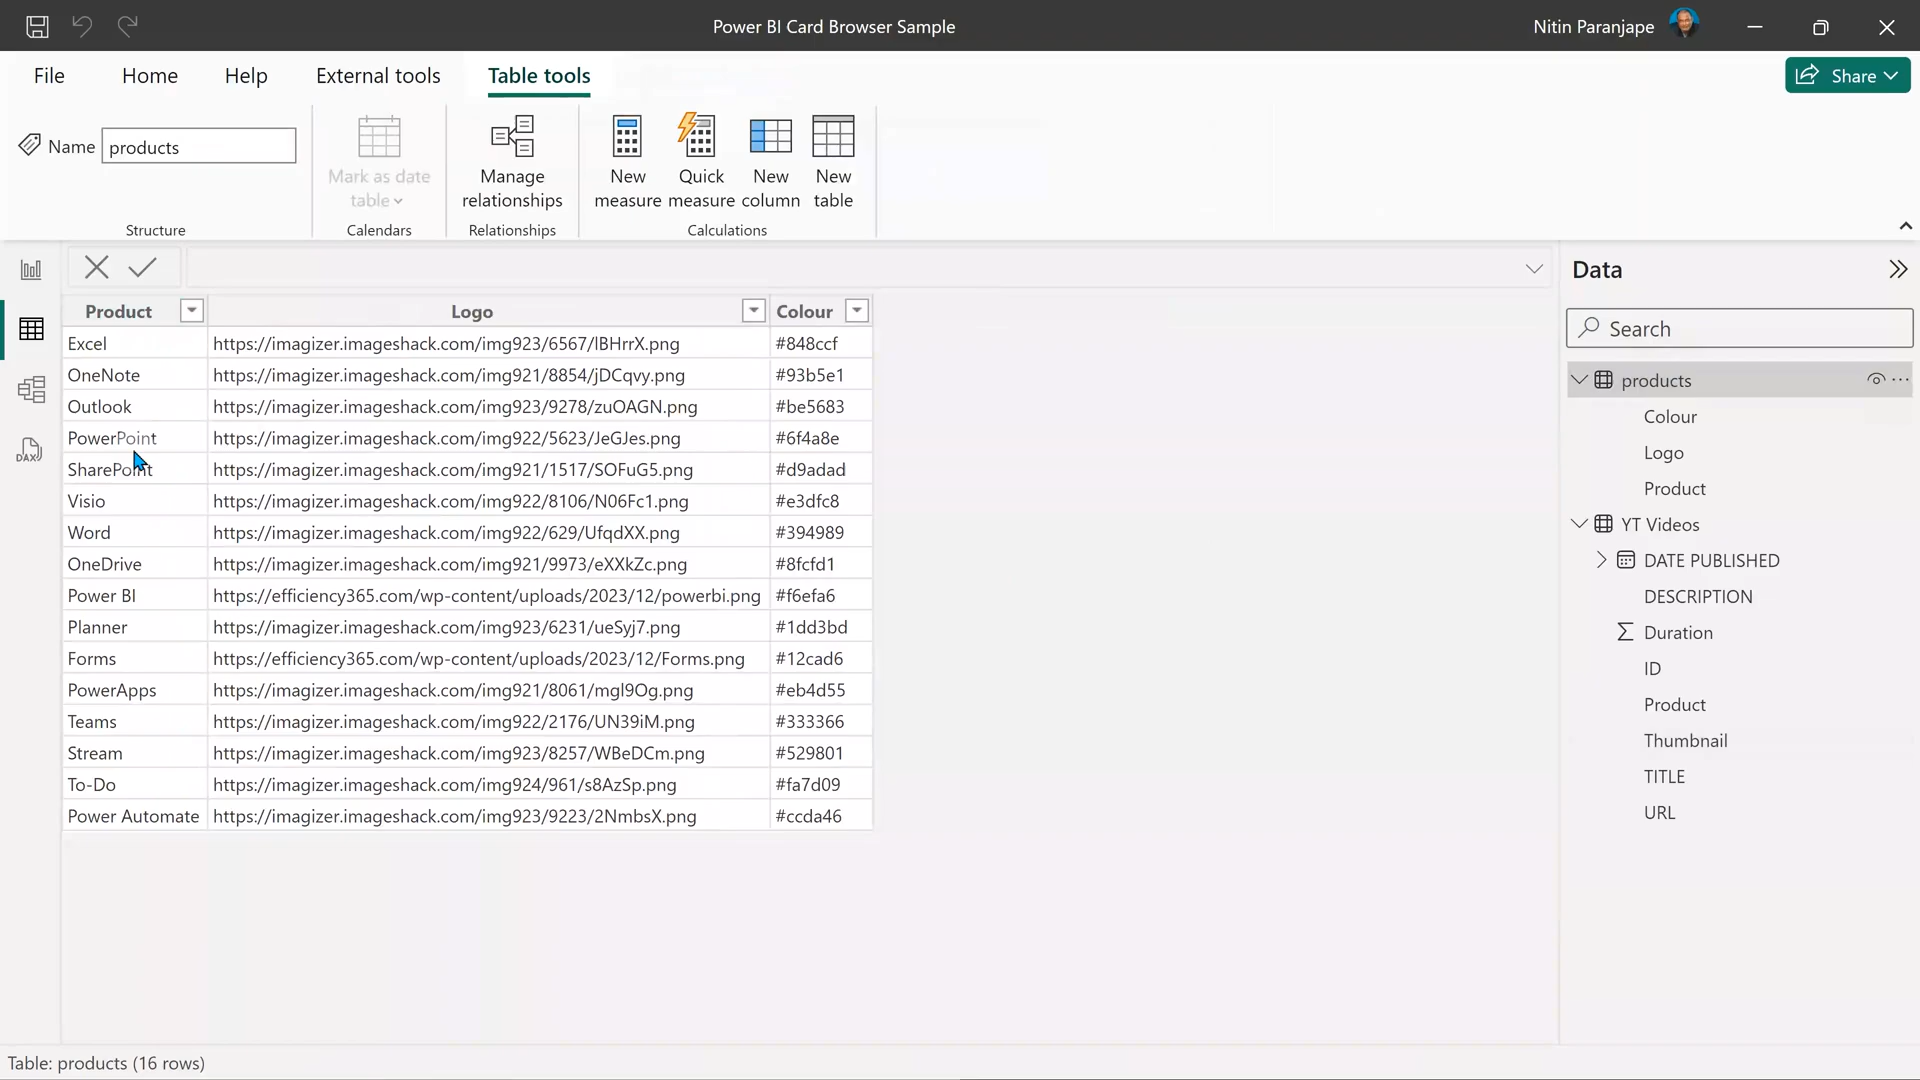 Power BI Card Browser Sample
Nitin Paranjape
File Home Help External tools Table tools
Share
Name products
Mark as date table
Manage relationships
New measure
Quick measure
New column
New table
Structure Calendars Relationships Calculations
Data
Search
Product Logo Colour
Excel https://imagizer.imageshack.com/img923/6567/lBHrrX.png #848ccf
OneNote https://imagizer.imageshack.com/img921/8854/jDCqvy.png #93b5e1
Outlook https://imagizer.imageshack.com/img923/9278/zuOAGN.png #be5683
PowerPoint https://imagizer.imageshack.com/img922/5623/JeGJes.png #6f4a8e
SharePoint https://imagizer.imageshack.com/img921/1517/SOFuG5.png #d9adad
Visio https://imagizer.imageshack.com/img922/8106/N06Fc1.png #e3dfc8
Word https://imagizer.imageshack.com/img922/629/UfqdXX.png #394989
OneDrive https://imagizer.imageshack.com/img921/9973/eXXkZc.png #8fcfd1
Power BI https://efficiency365.com/wp-content/uploads/2023/12/powerbi.png #f6efa6
Planner https://imagizer.imageshack.com/img923/6231/ueSyj7.png #1dd3bd
Forms https://efficiency365.com/wp-content/uploads/2023/12/Forms.png #12cad6
PowerApps https://imagizer.imageshack.com/img921/8061/mgl9Og.png #eb4d55
Teams https://imagizer.imageshack.com/img922/2176/UN39iM.png #333366
Stream https://imagizer.imageshack.com/img923/8257/WBeDCm.png #529801
To-Do https://imagizer.imageshack.com/img924/961/s8AzSp.png #fa7d09
Power Automate https://imagizer.imageshack.com/img923/9223/2NmbsX.png #ccda46
DAX
products
Colour
Logo
Product
YT Videos
DATE PUBLISHED
DESCRIPTION
Duration
ID
Product
Thumbnail
TITLE
URL
Table: products (16 rows)